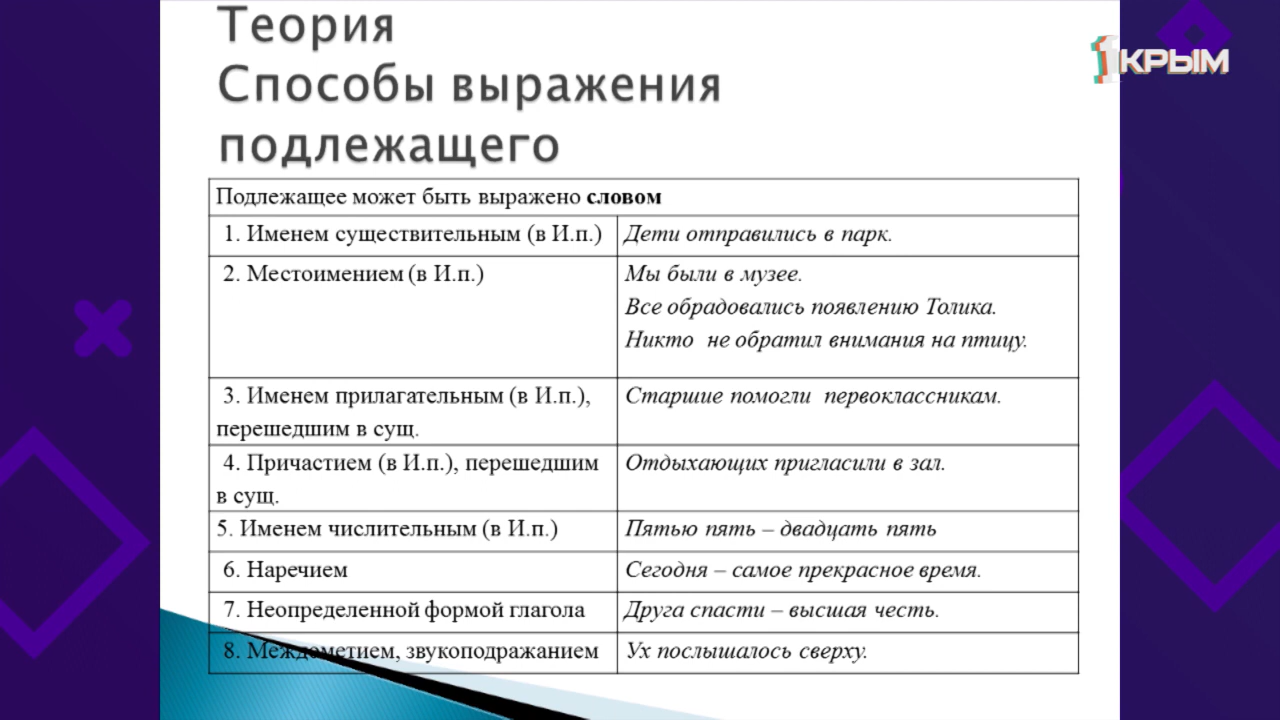 Теория
Способы выражения
подлежащего
1КРЫМ
Подлежащее может быть выражено словом
1. Именем существительным (в И.п.) Дети отправились в парк.
2. Местоимением (в И.п.) Мы были в музее.
Все обрадовались появлению Толика.
Никто не обратил внимания на птицу.
3. Именем прилагательным (в И.п.), Старшие помогли первоклассникам.
перешедшим в сущ.
4. Причастием (в И.п.), перешедшим Отдыхающих пригласили в зал.
в сущ.
5. Именем числительным (в И.п.) Пятью пять – двадцать пять
6. Наречием Сегодня – самое прекрасное время.
7. Неопределенной формой глагола Друга спасти – высшая честь.
8. Междометием, звукоподражанием Ух послышалось сверху.